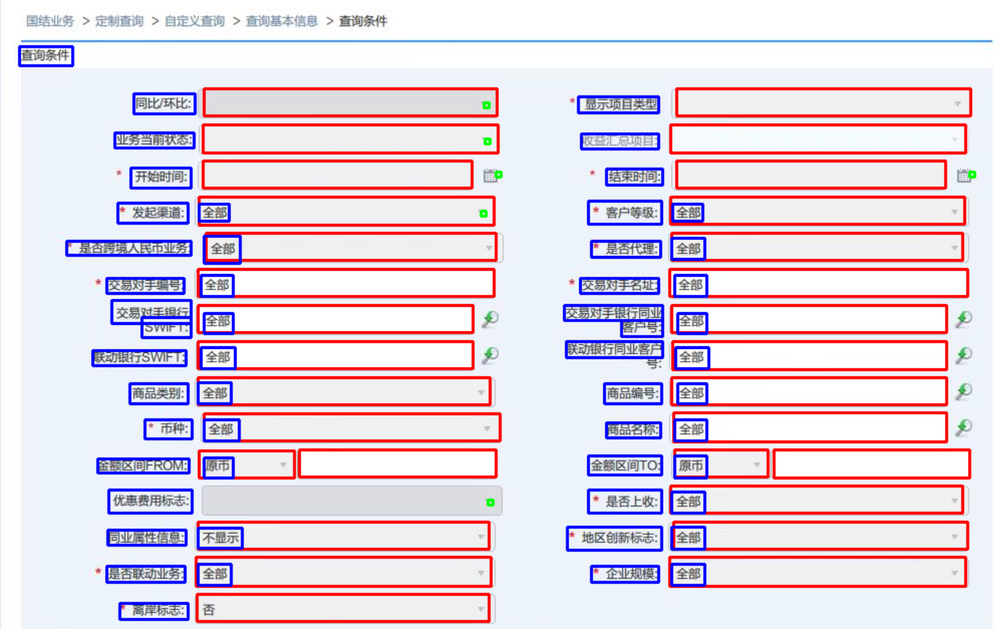 国结业务 > 定制查询 > 自定义查询 > 查询基本信息 > 查询条件
查询条件
同比/环比:
* 显示项目类型
业务当前状态:
收益汇总项目:
* 开始时间:
* 结束时间:
* 发起渠道: 全部
* 客户等级: 全部
* 是否跨境人民币业务: 全部
* 是否代理: 全部
* 交易对手编号: 全部
* 交易对手名址: 全部
交易对手银行
SWIFT: 全部
交易对手银行同业
客户号: 全部
联动银行SWIFT: 全部
联动银行同业客户
号: 全部
商品类别: 全部
商品编号: 全部
* 币种: 全部
商品名称: 全部
金额区间FROM: 原币
金额区间TO: 原币
优惠费用标志:
* 是否上收: 全部
同业属性信息: 不显示
* 地区创新标志: 全部
* 是否联动业务: 全部
* 企业规模: 全部
* 离岸标志: 否